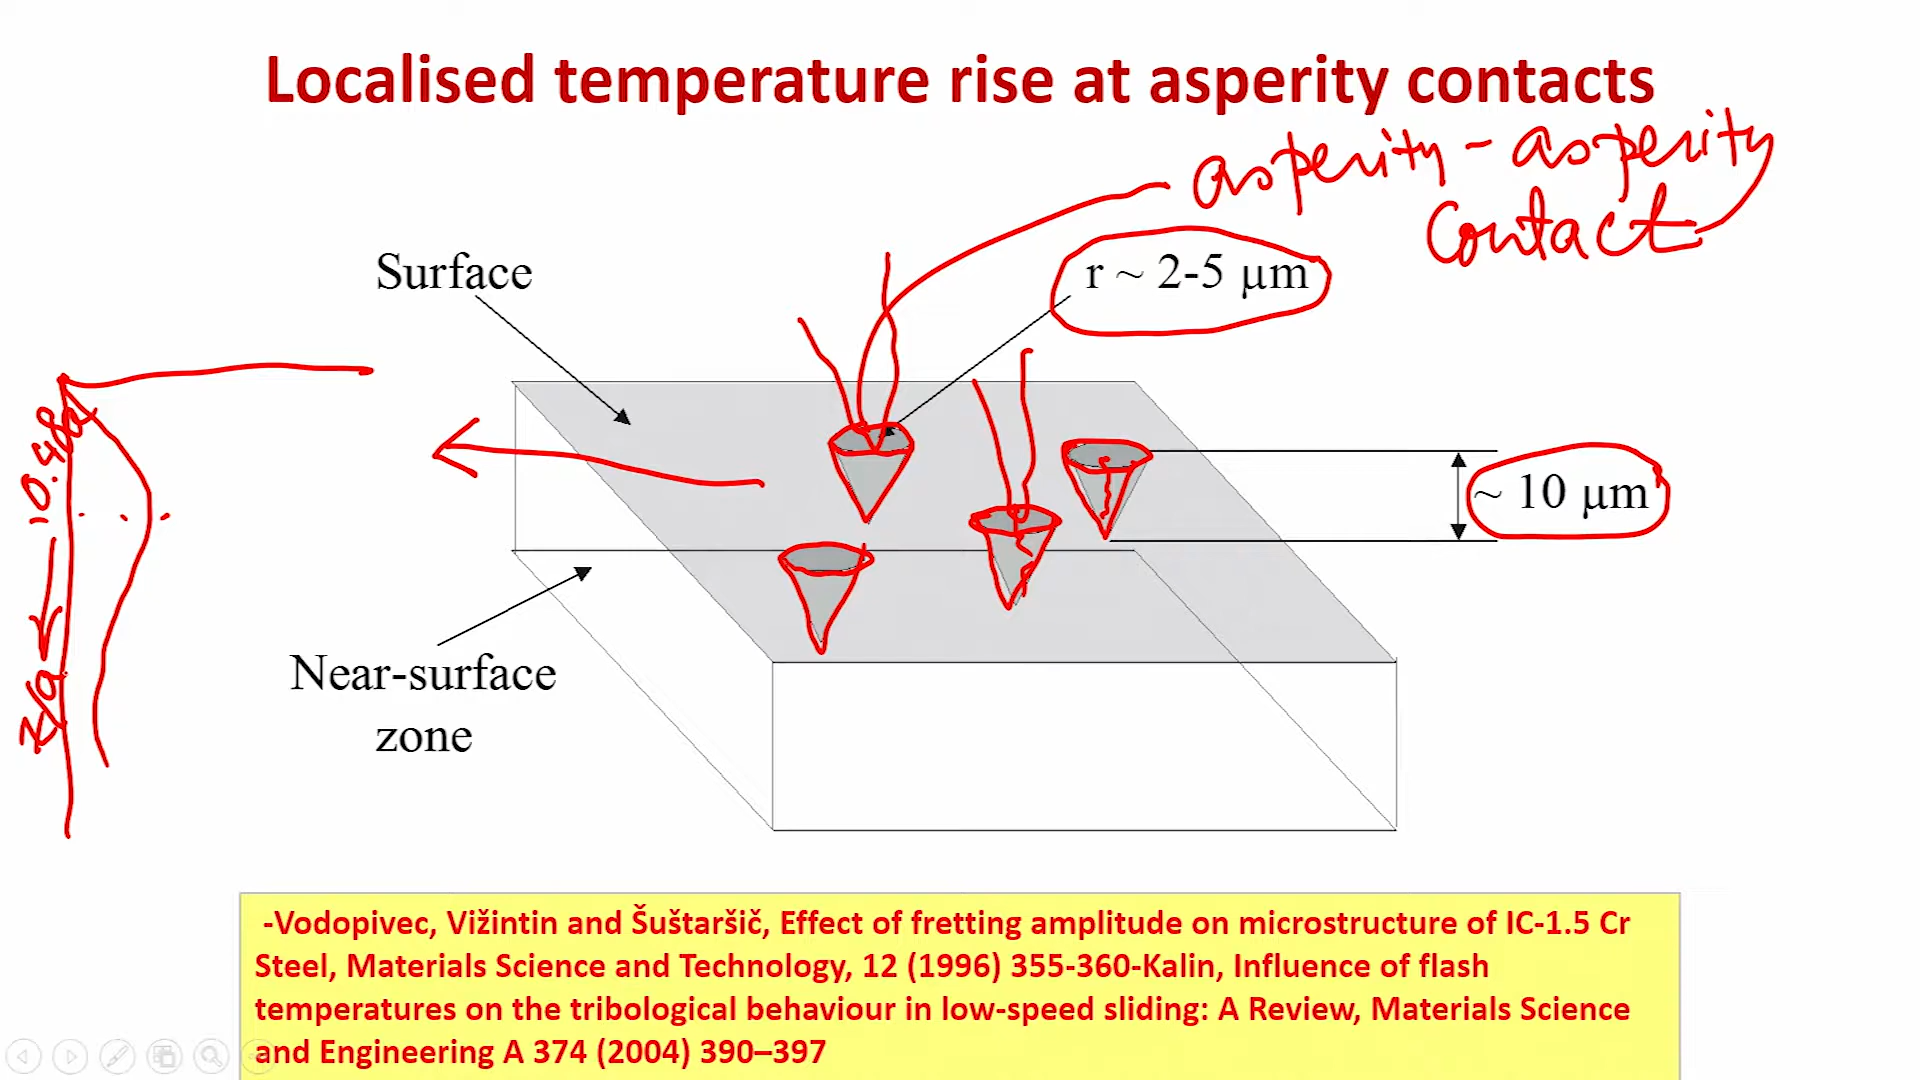 Localised temperature rise at asperity contacts
asperity - asperity
contact
Surface
r ~ 2-5 µm
~ 10 µm
0.48a
z/a
Near-surface
zone
-Vodopivec, Vižintin and Šuštaršič, Effect of fretting amplitude on microstructure of IC-1.5 Cr
Steel, Materials Science and Technology, 12 (1996) 355-360-Kalin, Influence of flash
temperatures on the tribological behaviour in low-speed sliding: A Review, Materials Science
and Engineering A 374 (2004) 390–397